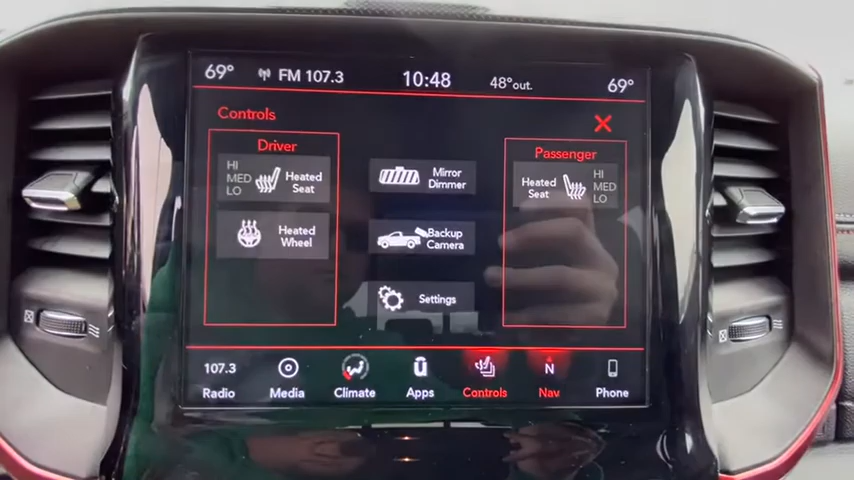 69° FM 107.3 10:48 48°out. 69°
Controls
Driver
HI
MED
LO
Heated
Seat
Heated
Wheel
Mirror
Dimmer
Backup
Camera
Settings
Passenger
Heated
Seat
HI
MED
LO
107.3 N
Radio Media Climate Apps Controls Nav Phone